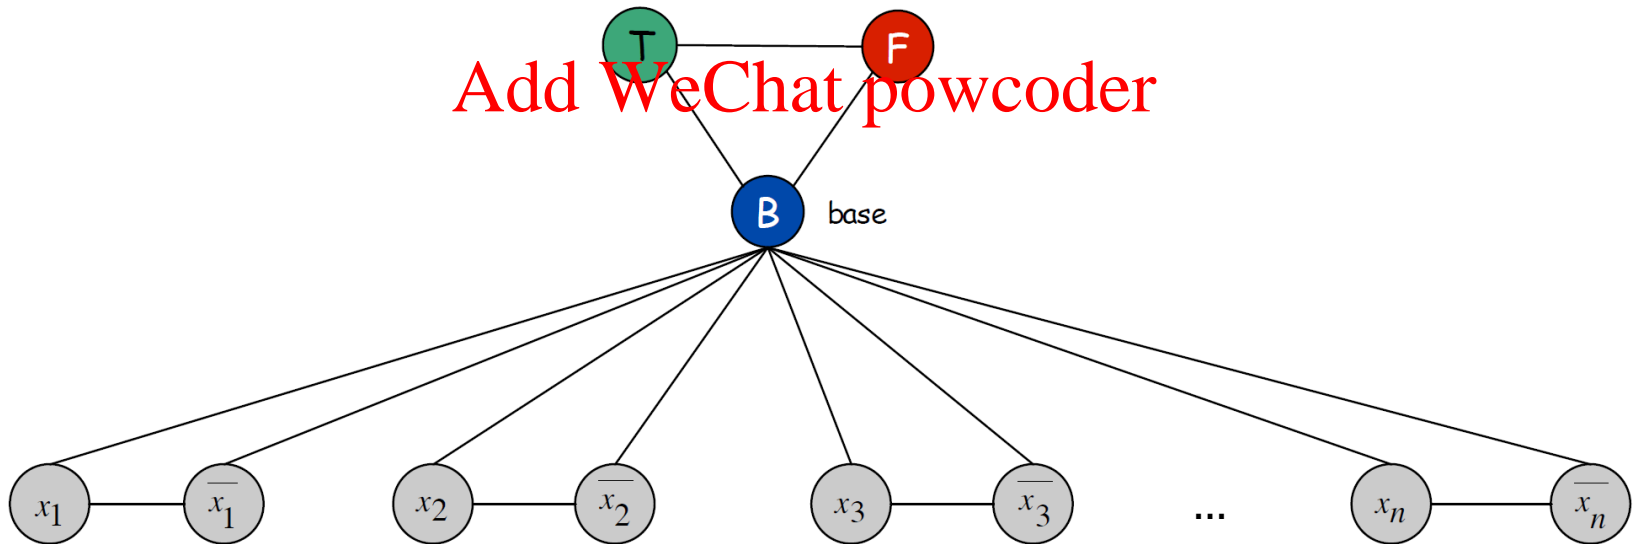 T F
Add WeChat powcoder
B base
x₁ x̅₁ x₂ x̅₂ x₃ x̅₃ ... xₙ x̅ₙ